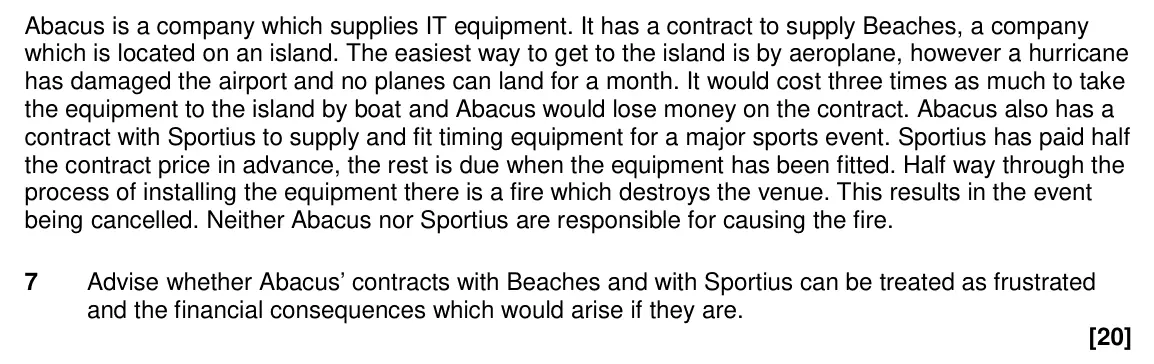 Abacus is a company which supplies IT equipment. It has a contract to supply Beaches, a company
which is located on an island. The easiest way to get to the island is by aeroplane, however a hurricane
has damaged the airport and no planes can land for a month. It would cost three times as much to take
the equipment to the island by boat and Abacus would lose money on the contract. Abacus also has a
contract with Sportius to supply and fit timing equipment for a major sports event. Sportius has paid half
the contract price in advance, the rest is due when the equipment has been fitted. Half way through the
process of installing the equipment there is a fire which destroys the venue. This results in the event
being cancelled. Neither Abacus nor Sportius are responsible for causing the fire.
7 Advise whether Abacus' contracts with Beaches and with Sportius can be treated as frustrated
and the financial consequences which would arise if they are.
[20]